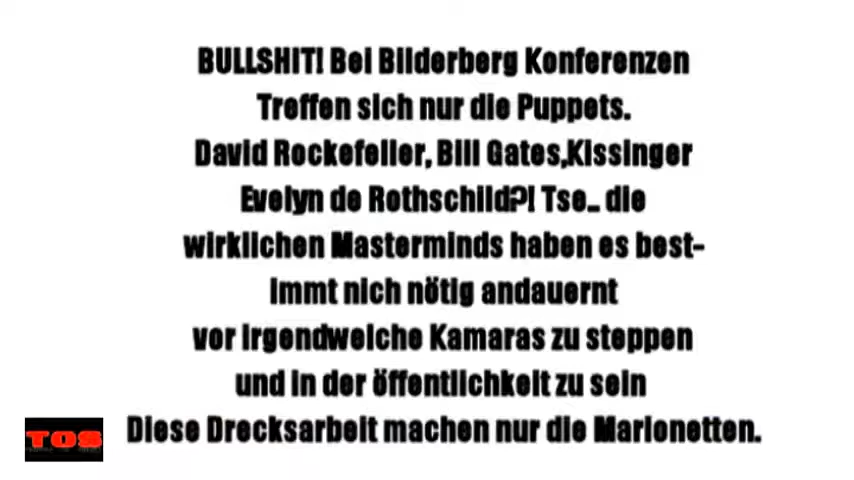 BULLSHIT! Bei Bilderberg Konferenzen
Treffen sich nur die Puppets.
David Rockefeller, Bill Gates,Kissinger
Evelyn de Rothschild?! Tse.. die
wirklichen Masterminds haben es best-
immt nich nötig andauernt
vor irgendwelche Kamaras zu steppen
und in der öffentlichkeit zu sein
Diese Drecksarbeit machen nur die Marionetten.
TOS